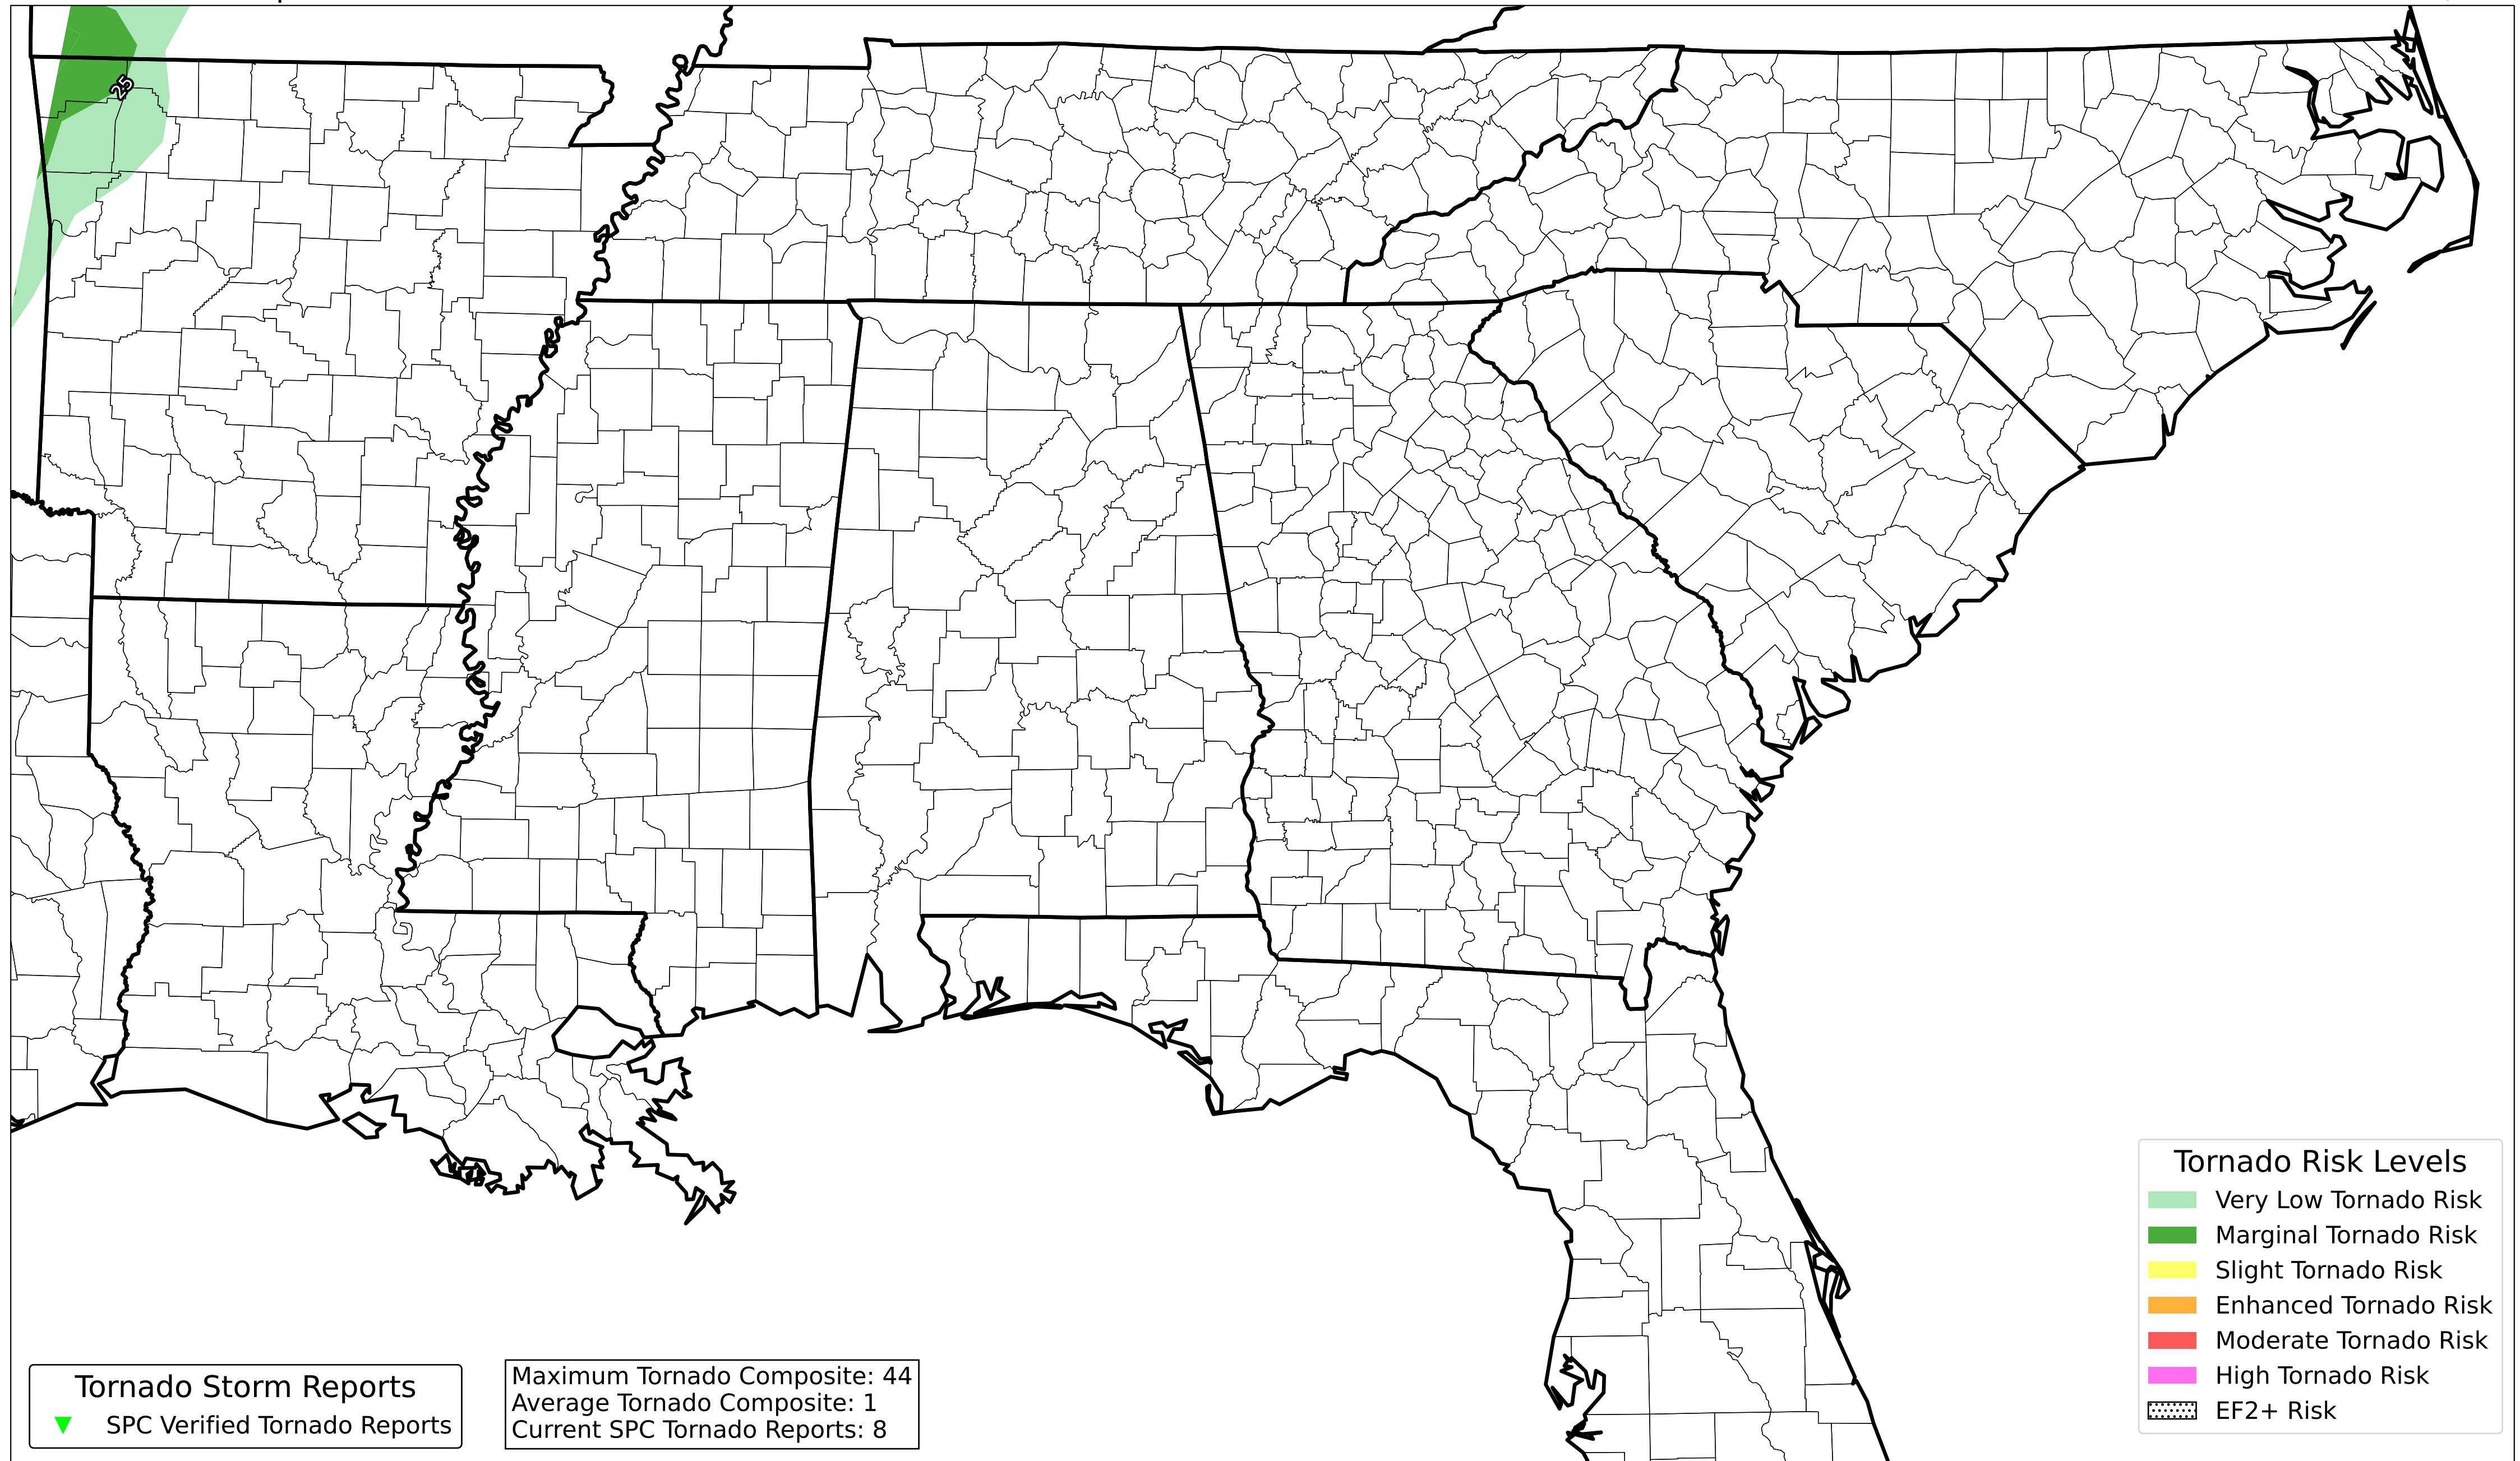 25
Tornado Risk Levels
Very Low Tornado Risk
Marginal Tornado Risk
Slight Tornado Risk
Enhanced Tornado Risk
Moderate Tornado Risk
High Tornado Risk
EF2+ Risk
Tornado Storm Reports
SPC Verified Tornado Reports
Maximum Tornado Composite: 44
Average Tornado Composite: 1
Current SPC Tornado Reports: 8